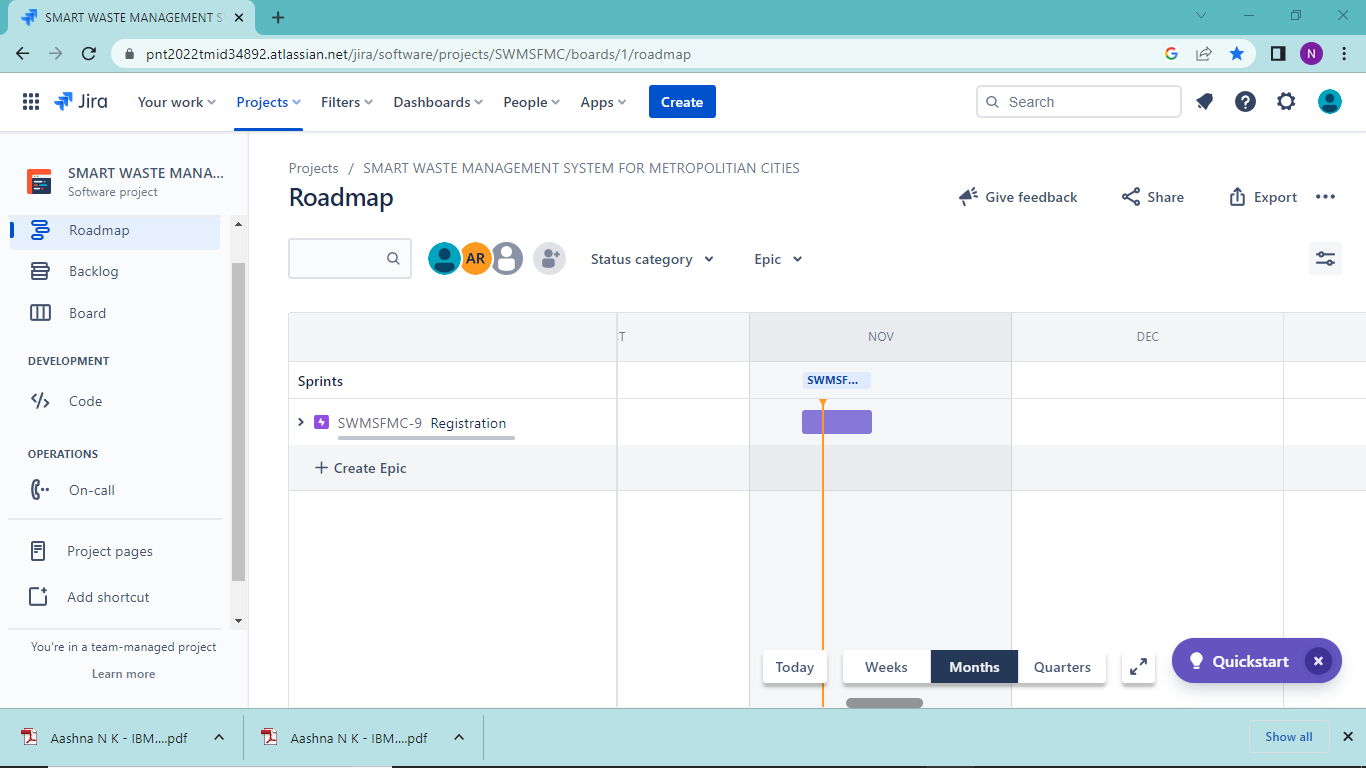 SMART WASTE MANAGEMENT S
pnt2022tmid34892.atlassian.net/jira/software/projects/SWMSFMC/boards/1/roadmap
N
Jira
Your work
Projects
Filters
Dashboards
People
Apps
Create
Search
SMART WASTE MANA...
Software project
Roadmap
Backlog
Board
DEVELOPMENT
Code
OPERATIONS
On-call
Project pages
Add shortcut
You're in a team-managed project
Learn more
Projects / SMART WASTE MANAGEMENT SYSTEM FOR METROPOLITIAN CITIES
Roadmap
Give feedback
Share
Export
AR
Status category
Epic
T
NOV
DEC
Sprints
SWMSF...
SWMSFMC-9 Registration
Create Epic
Today
Weeks
Months
Quarters
Quickstart
Aashna N K - IBM....pdf
Aashna N K - IBM....pdf
Show all